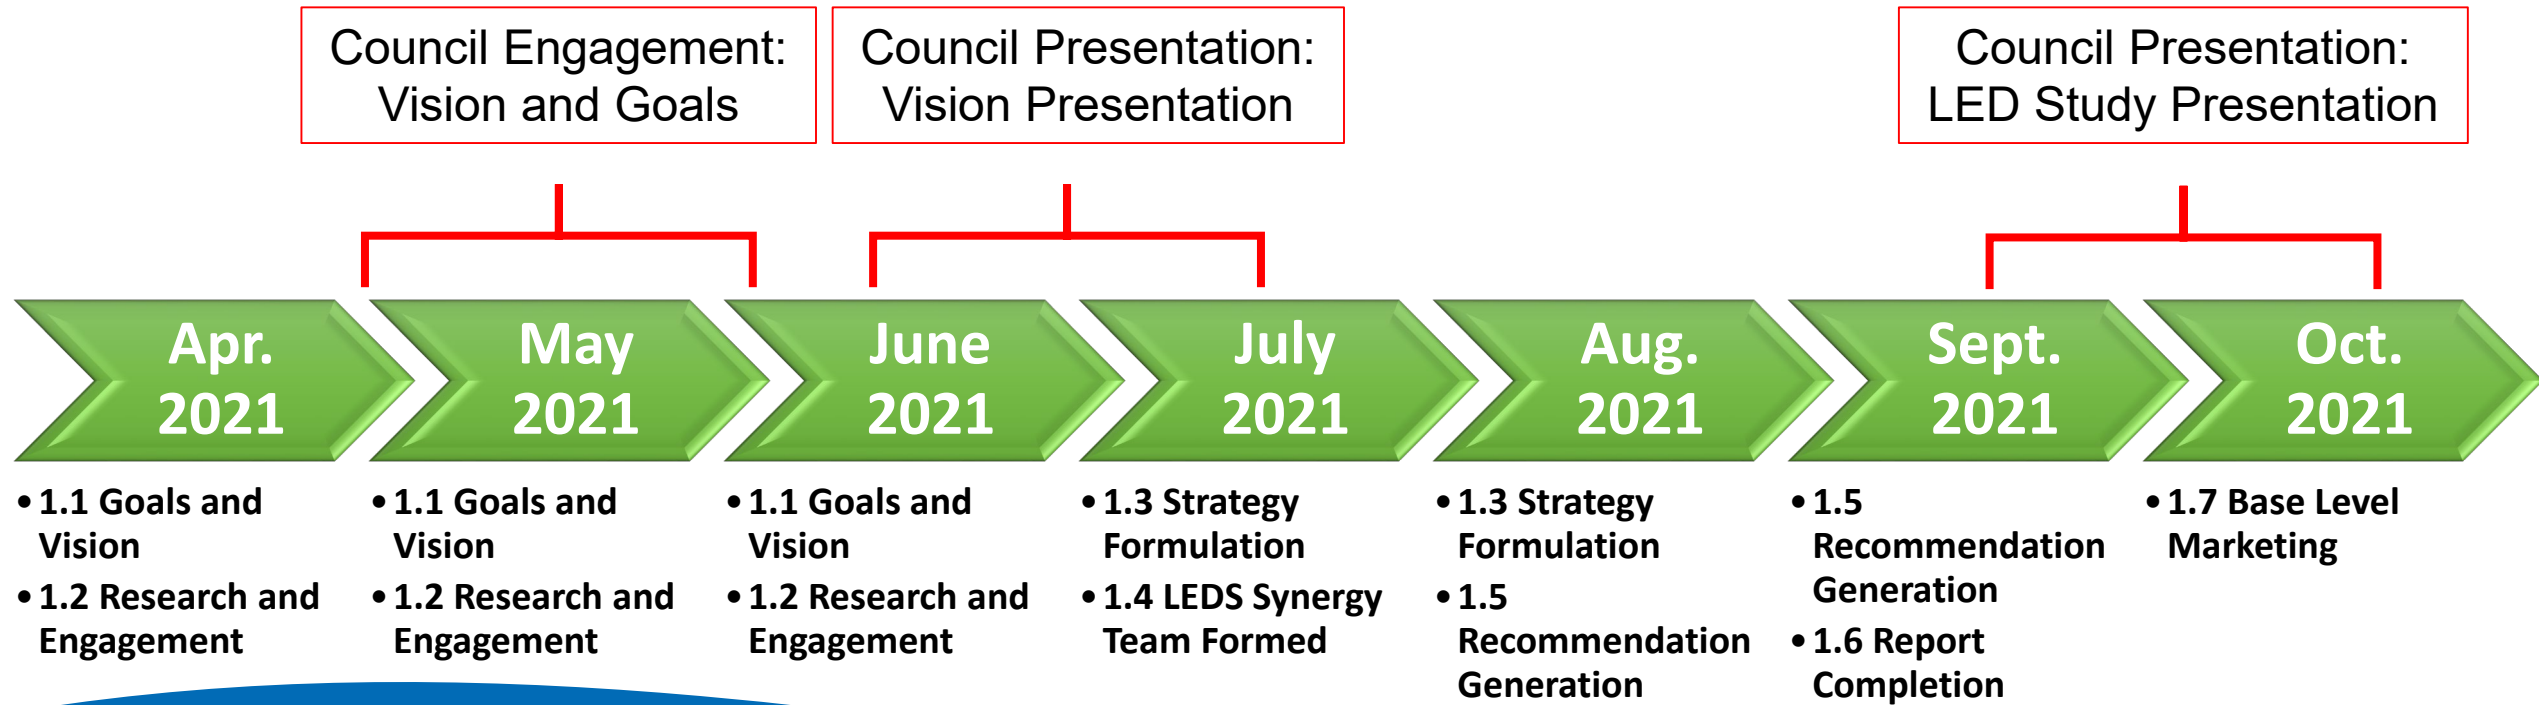 Council Engagement:
Vision and Goals
Council Presentation:
Vision Presentation
Council Presentation:
LED Study Presentation
Apr.
2021
May
2021
June
2021
July
2021
Aug.
2021
Sept.
2021
Oct.
2021
•1.1 Goals and
Vision
•1.2 Research and
Engagement
•1.1 Goals and
Vision
•1.2 Research and
Engagement
•1.1 Goals and
Vision
•1.2 Research and
Engagement
•1.3 Strategy
Formulation
•1.4 LEDS Synergy
Team Formed
•1.3 Strategy
Formulation
•1.5
Recommendation
Generation
•1.5
Recommendation
Generation
•1.6 Report
Completion
•1.7 Base Level
Marketing